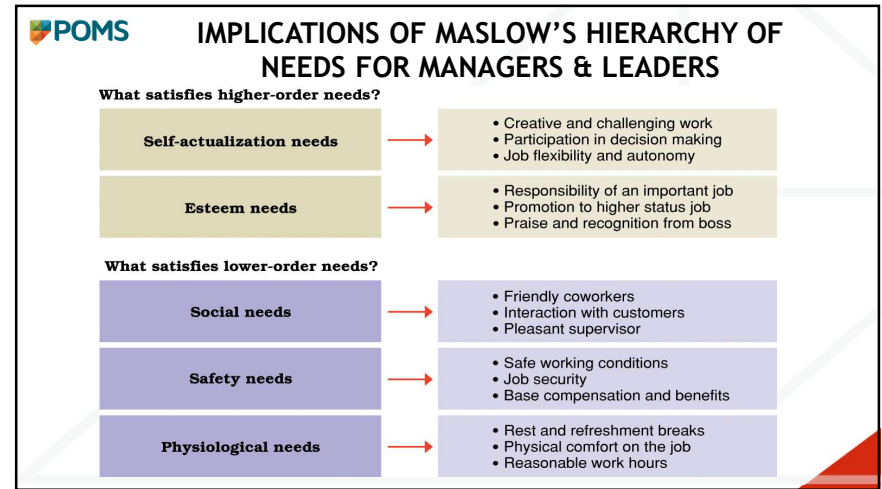 POMS
IMPLICATIONS OF MASLOW'S HIERARCHY OF
NEEDS FOR MANAGERS & LEADERS
What satisfies higher-order needs?
Self-actualization needs
• Creative and challenging work
• Participation in decision making
• Job flexibility and autonomy
Esteem needs
• Responsibility of an important job
• Promotion to higher status job
• Praise and recognition from boss
What satisfies lower-order needs?
Social needs
• Friendly coworkers
• Interaction with customers
• Pleasant supervisor
Safety needs
• Safe working conditions
• Job security
• Base compensation and benefits
Physiological needs
• Rest and refreshment breaks
• Physical comfort on the job
• Reasonable work hours